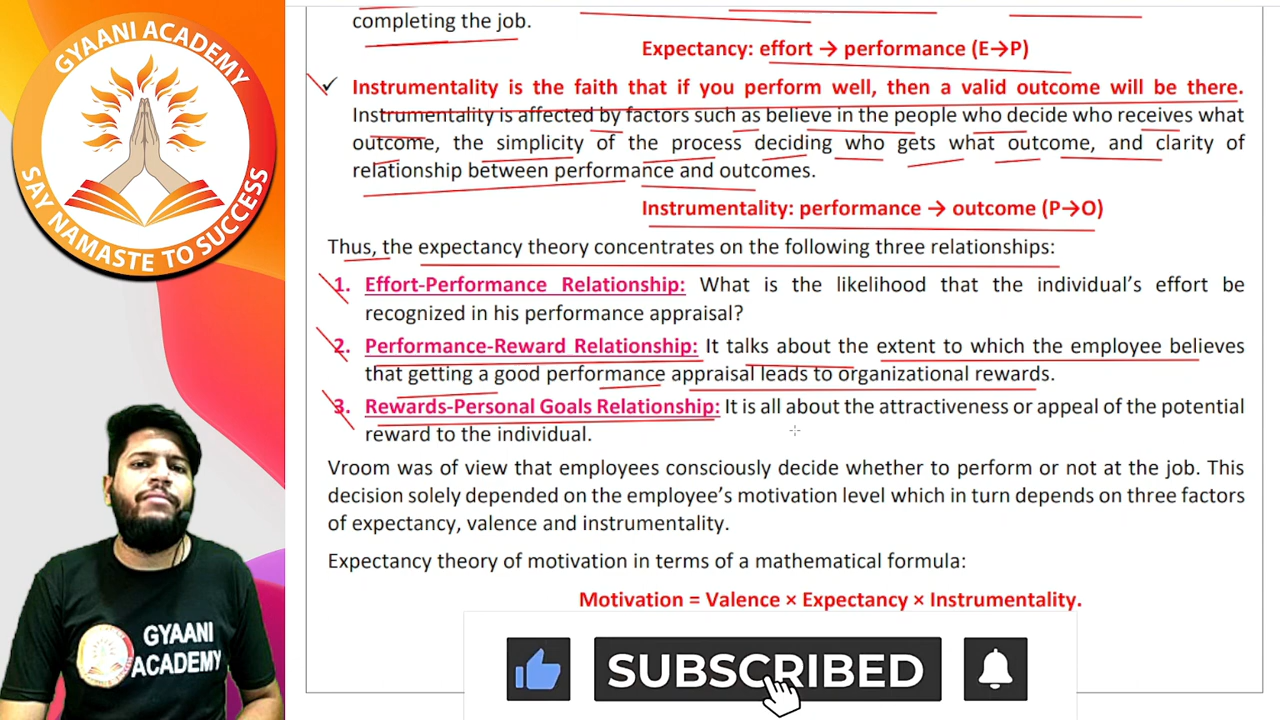 GYAANI ACADEMY
SAY NAMASTE TO SUCCESS
completing the job.
Expectancy: effort → performance (E→P)
✓ Instrumentality is the faith that if you perform well, then a valid outcome will be there.
Instrumentality is affected by factors such as believe in the people who decide who receives what
outcome, the simplicity of the process deciding who gets what outcome, and clarity of
relationship between performance and outcomes.
Instrumentality: performance → outcome (P→O)
Thus, the expectancy theory concentrates on the following three relationships:
1. Effort-Performance Relationship: What is the likelihood that the individual's effort be
recognized in his performance appraisal?
2. Performance-Reward Relationship: It talks about the extent to which the employee believes
that getting a good performance appraisal leads to organizational rewards.
3. Rewards-Personal Goals Relationship: It is all about the attractiveness or appeal of the potential
reward to the individual.
Vroom was of view that employees consciously decide whether to perform or not at the job. This
decision solely depended on the employee's motivation level which in turn depends on three factors
of expectancy, valence and instrumentality.
Expectancy theory of motivation in terms of a mathematical formula:
Motivation = Valence × Expectancy × Instrumentality.
SUBSCRIBED
GYAANI
ACADEMY